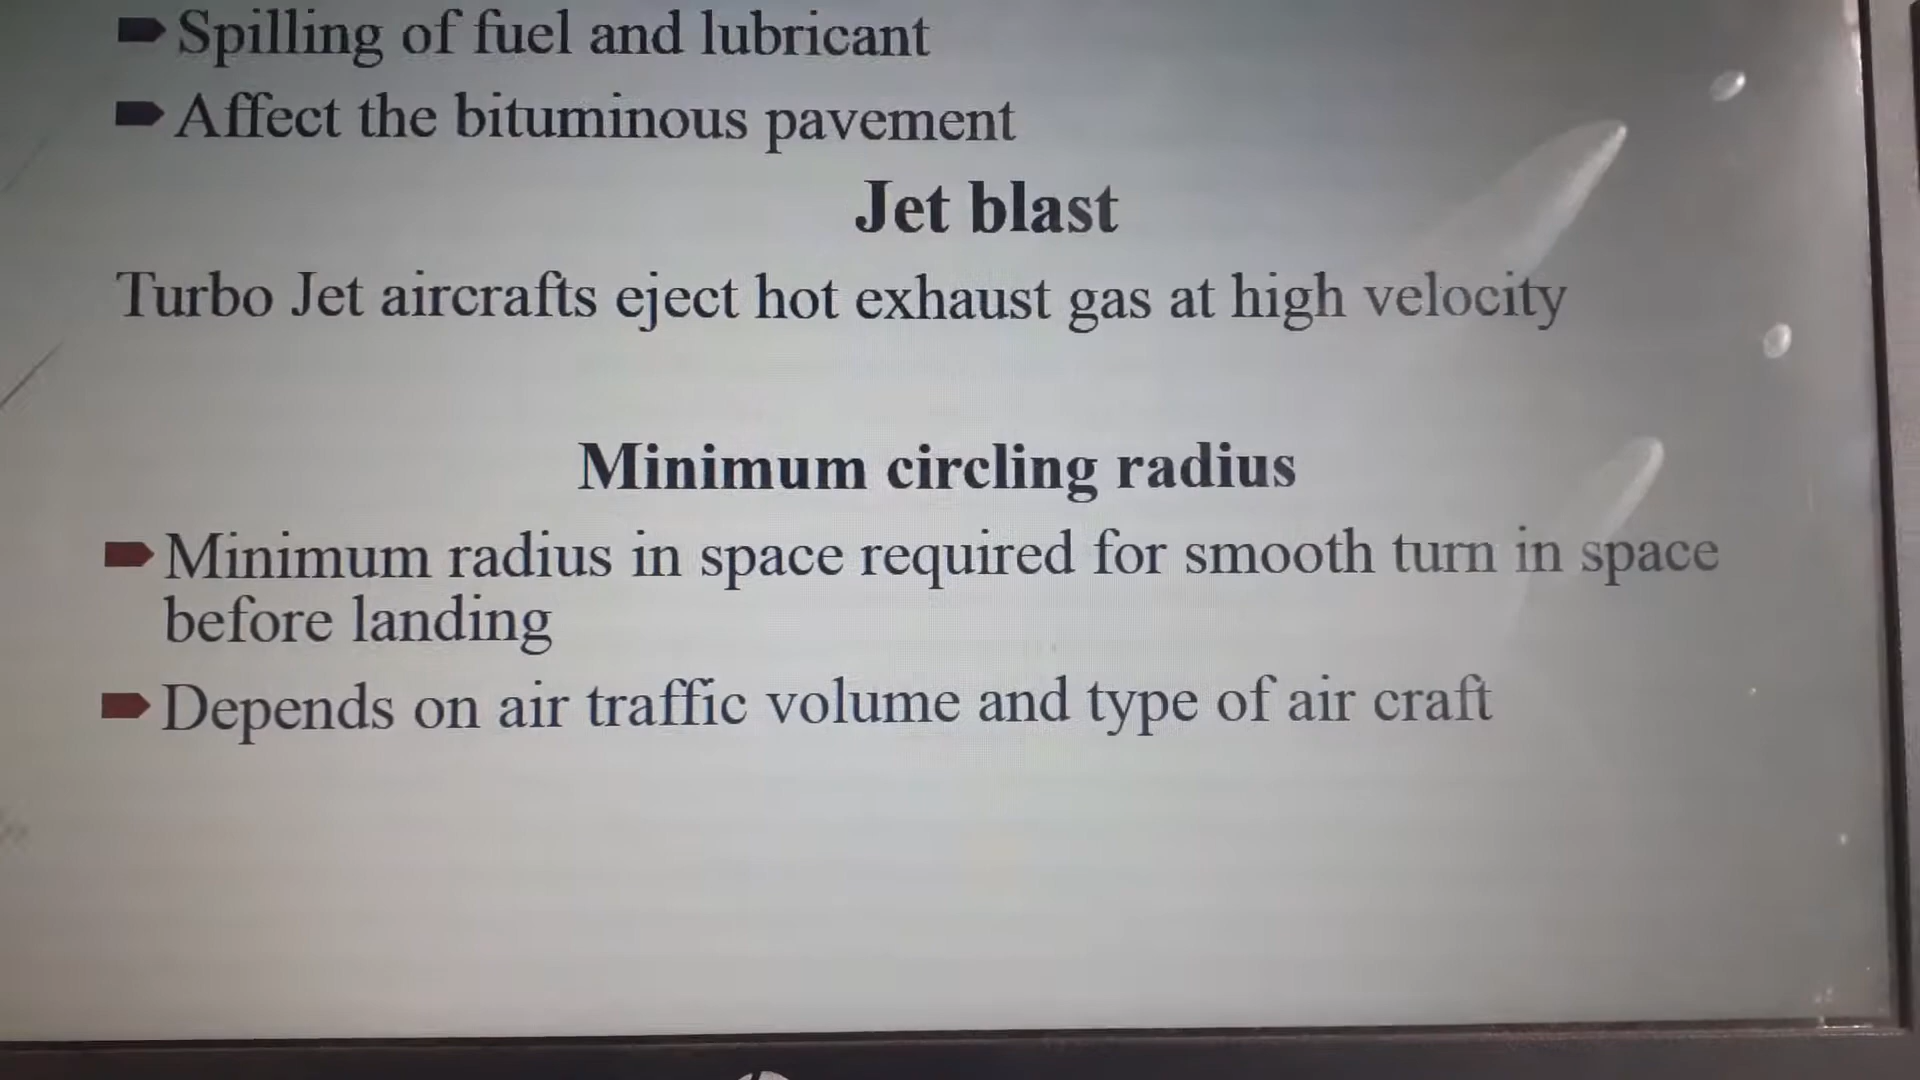 Spilling of fuel and lubricant
Affect the bituminous pavement
Jet blast
Turbo Jet aircrafts eject hot exhaust gas at high velocity
Minimum circling radius
Minimum radius in space required for smooth turn in space
before landing
Depends on air traffic volume and type of air craft